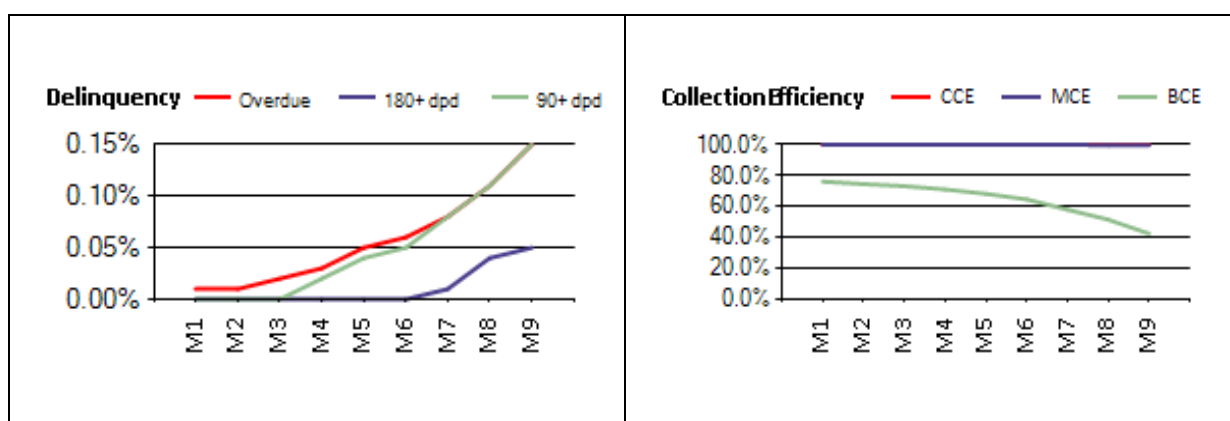 Delinquency Overdue 180+ dpd 90+ dpd
0.15%
0.10%
0.05%
0.00%
M1 M2 M3 M4 M5 M6 M7 M8 M9
CollectionEfficiency CCE MCE BCE
100.0%
80.0%
60.0%
40.0%
20.0%
0.0%
M1 M2 M3 M4 M5 M6 M7 M8 M9